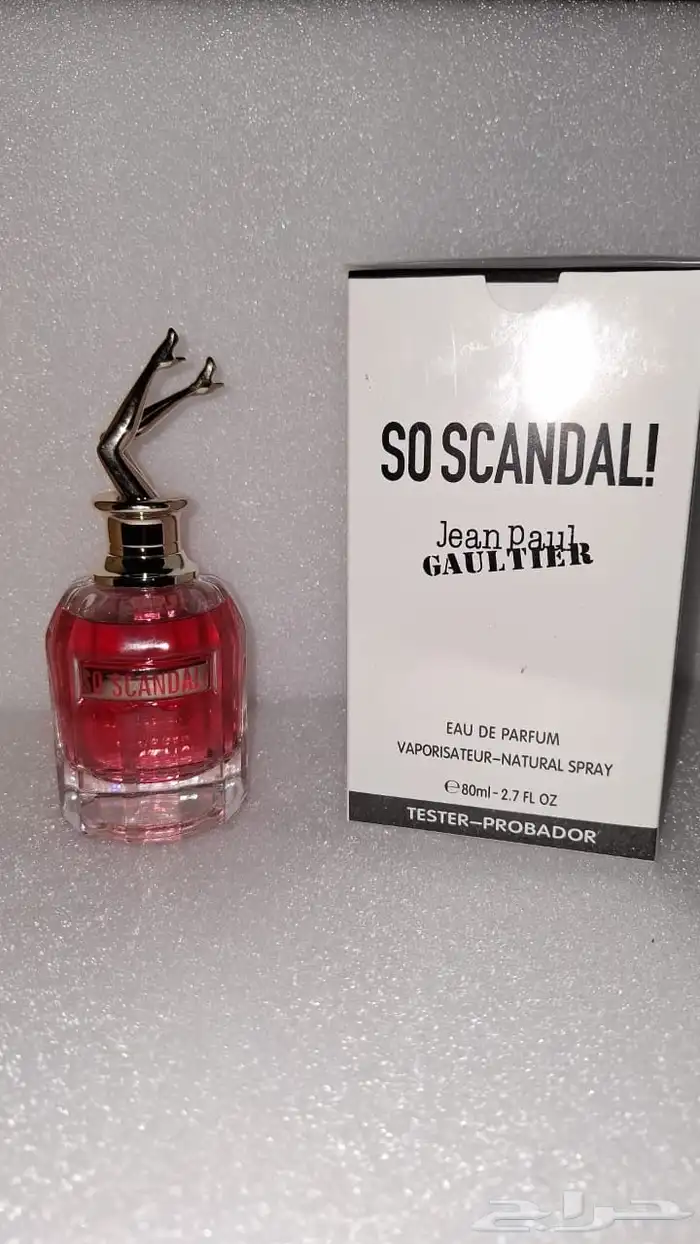 SO SCANDAL!
SO SCANDAL!
Jean Paul
GAULTIER
EAU DE PARFUM
VAPORISATEUR–NATURAL SPRAY
℮80ml - 2.7 FL OZ
TESTER–PROBADOR
حراج